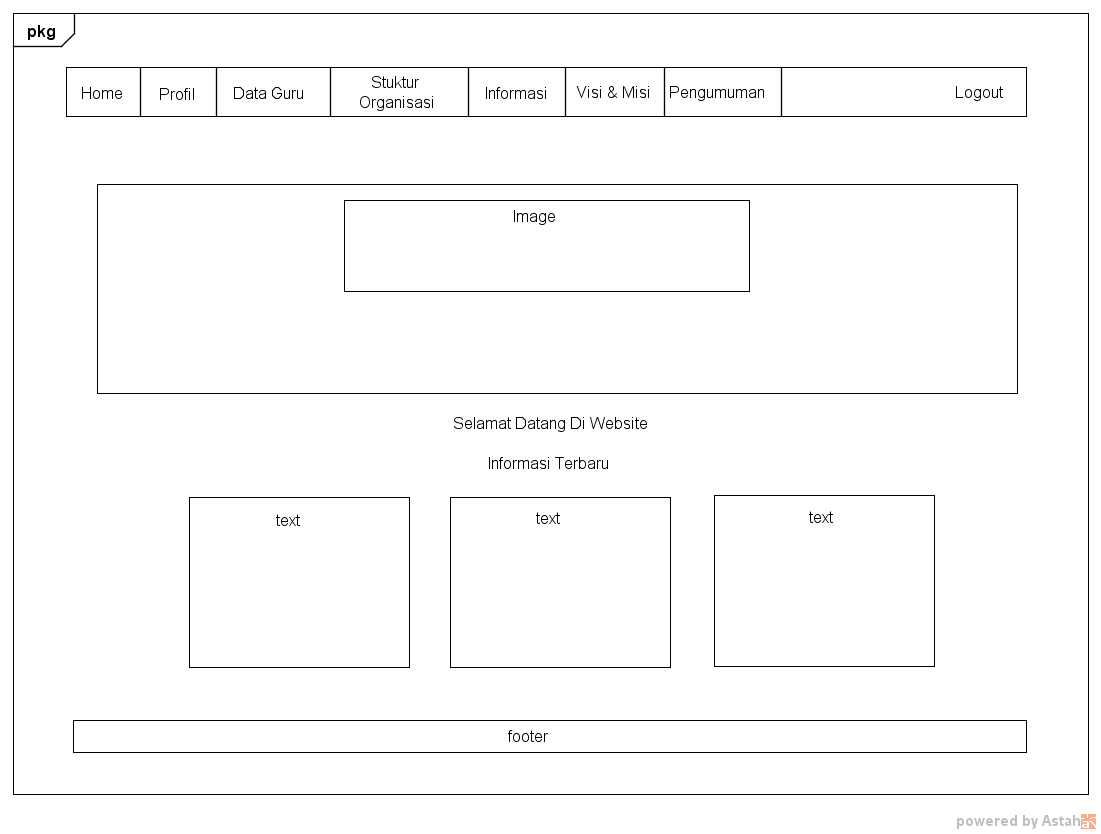 pkg
Home
Profil
Data Guru
Stuktur
Organisasi
Informasi
Visi & Misi
Pengumuman
Logout
Image
Selamat Datang Di Website
Informasi Terbaru
text
text
text
footer
powered by Astah